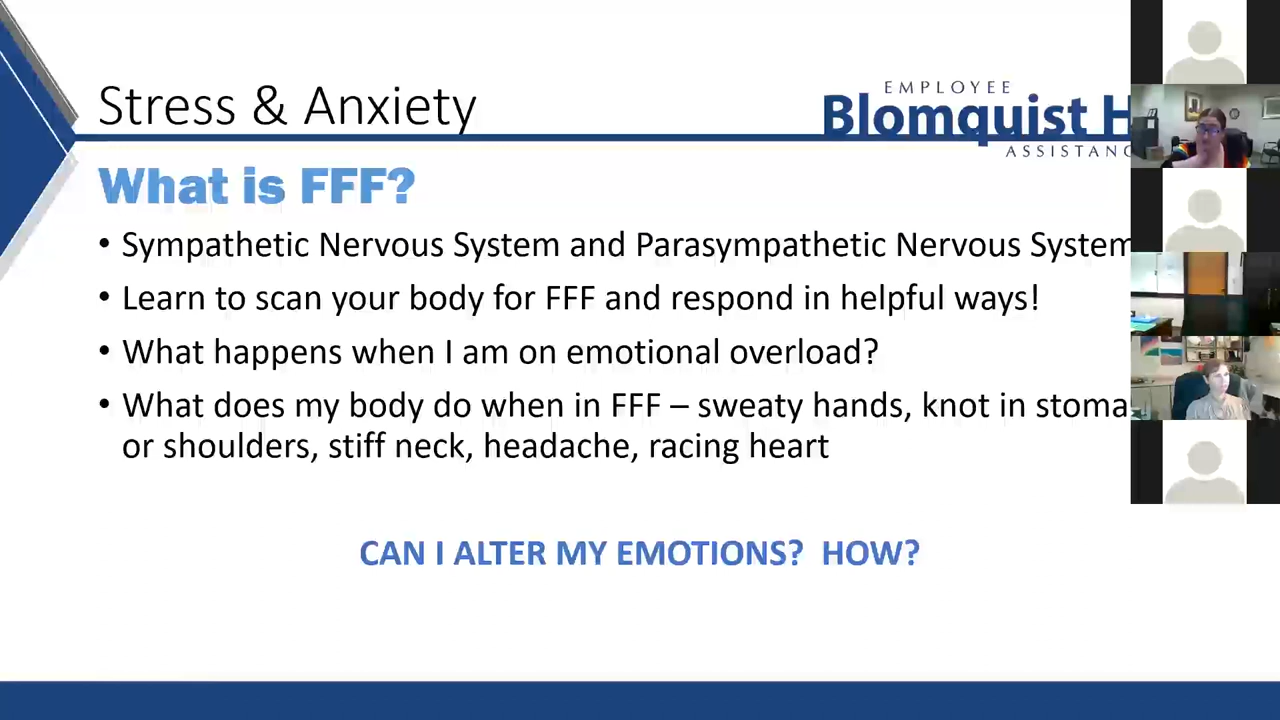 Stress & Anxiety
EMPLOYEE
Blomquist H
ASSISTANC
What is FFF?
• Sympathetic Nervous System and Parasympathetic Nervous System
• Learn to scan your body for FFF and respond in helpful ways!
• What happens when I am on emotional overload?
• What does my body do when in FFF – sweaty hands, knot in stoma
or shoulders, stiff neck, headache, racing heart
CAN I ALTER MY EMOTIONS? HOW?